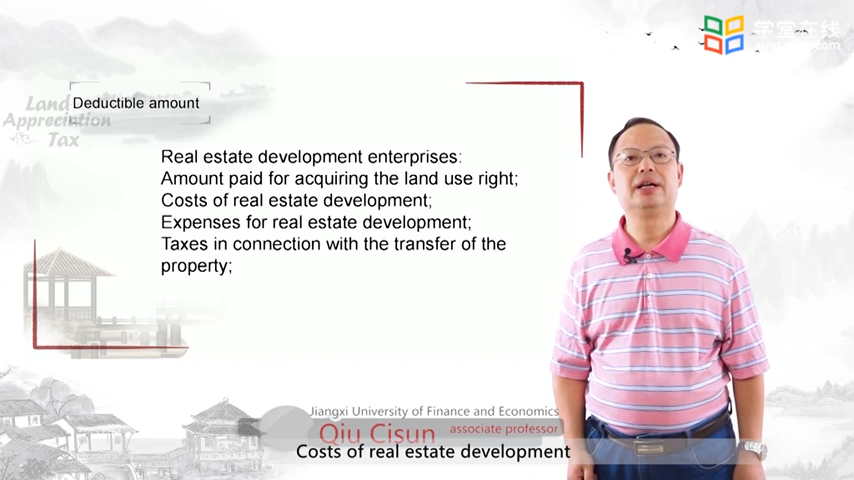 学堂在线
Deductible amount
Land
Appreciation
Tax
Real estate development enterprises:
Amount paid for acquiring the land use right;
Costs of real estate development;
Expenses for real estate development;
Taxes in connection with the transfer of the
property;
Jiangxi University of Finance and Economics
Qiu Cisun associate professor
Costs of real estate development